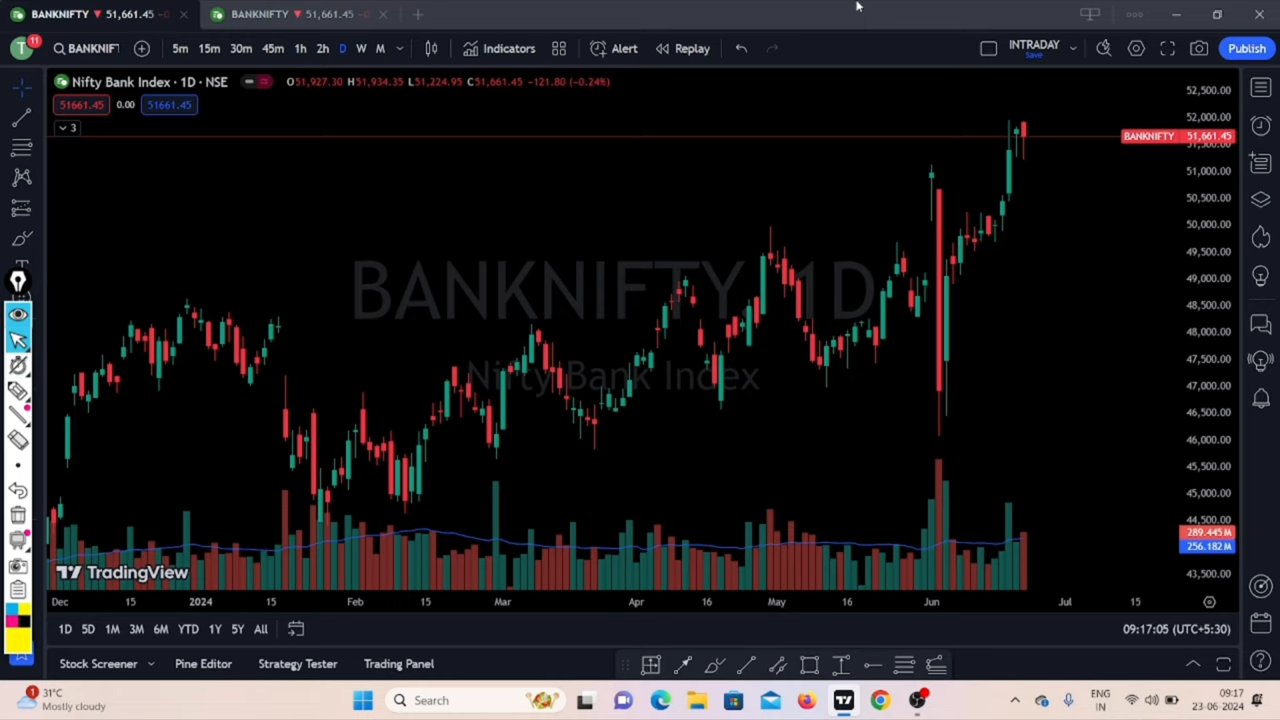 BANKNIFTY ▼ 51,661.45 −0
BANKNIFTY ▼ 51,661.45 −0
11
T
BANKNIFT
5m 15m 30m 45m 1h 2h D W M
Indicators
Alert
Replay
INTRADAY
Save
Publish
Nifty Bank Index · 1D · NSE
O51,927.30 H51,934.35 L51,224.95 C51,661.45 −121.80 (−0.24%)
51661.45 0.00 51661.45
3
BANKNIFTY, 1D
Nifty Bank Index
52,500.00
52,000.00
BANKNIFTY 51,661.45
51,500.00
51,000.00
50,000.00
49,500.00
49,000.00
48,500.00
48,000.00
47,500.00
47,000.00
46,500.00
46,000.00
45,500.00
45,000.00
44,500.00
289.445M
256.182M
43,500.00
TradingView
Dec 15 2024 15 Feb 15 Mar Apr 16 May 16 Jun Jul 15
1D 5D 1M 3M 6M YTD 1Y 5Y All
09:17:05 (UTC+5:30)
Stock Screener Pine Editor Strategy Tester Trading Panel
1
31°C
Mostly cloudy
Search
ENG
IN
09:17
23-06-2024